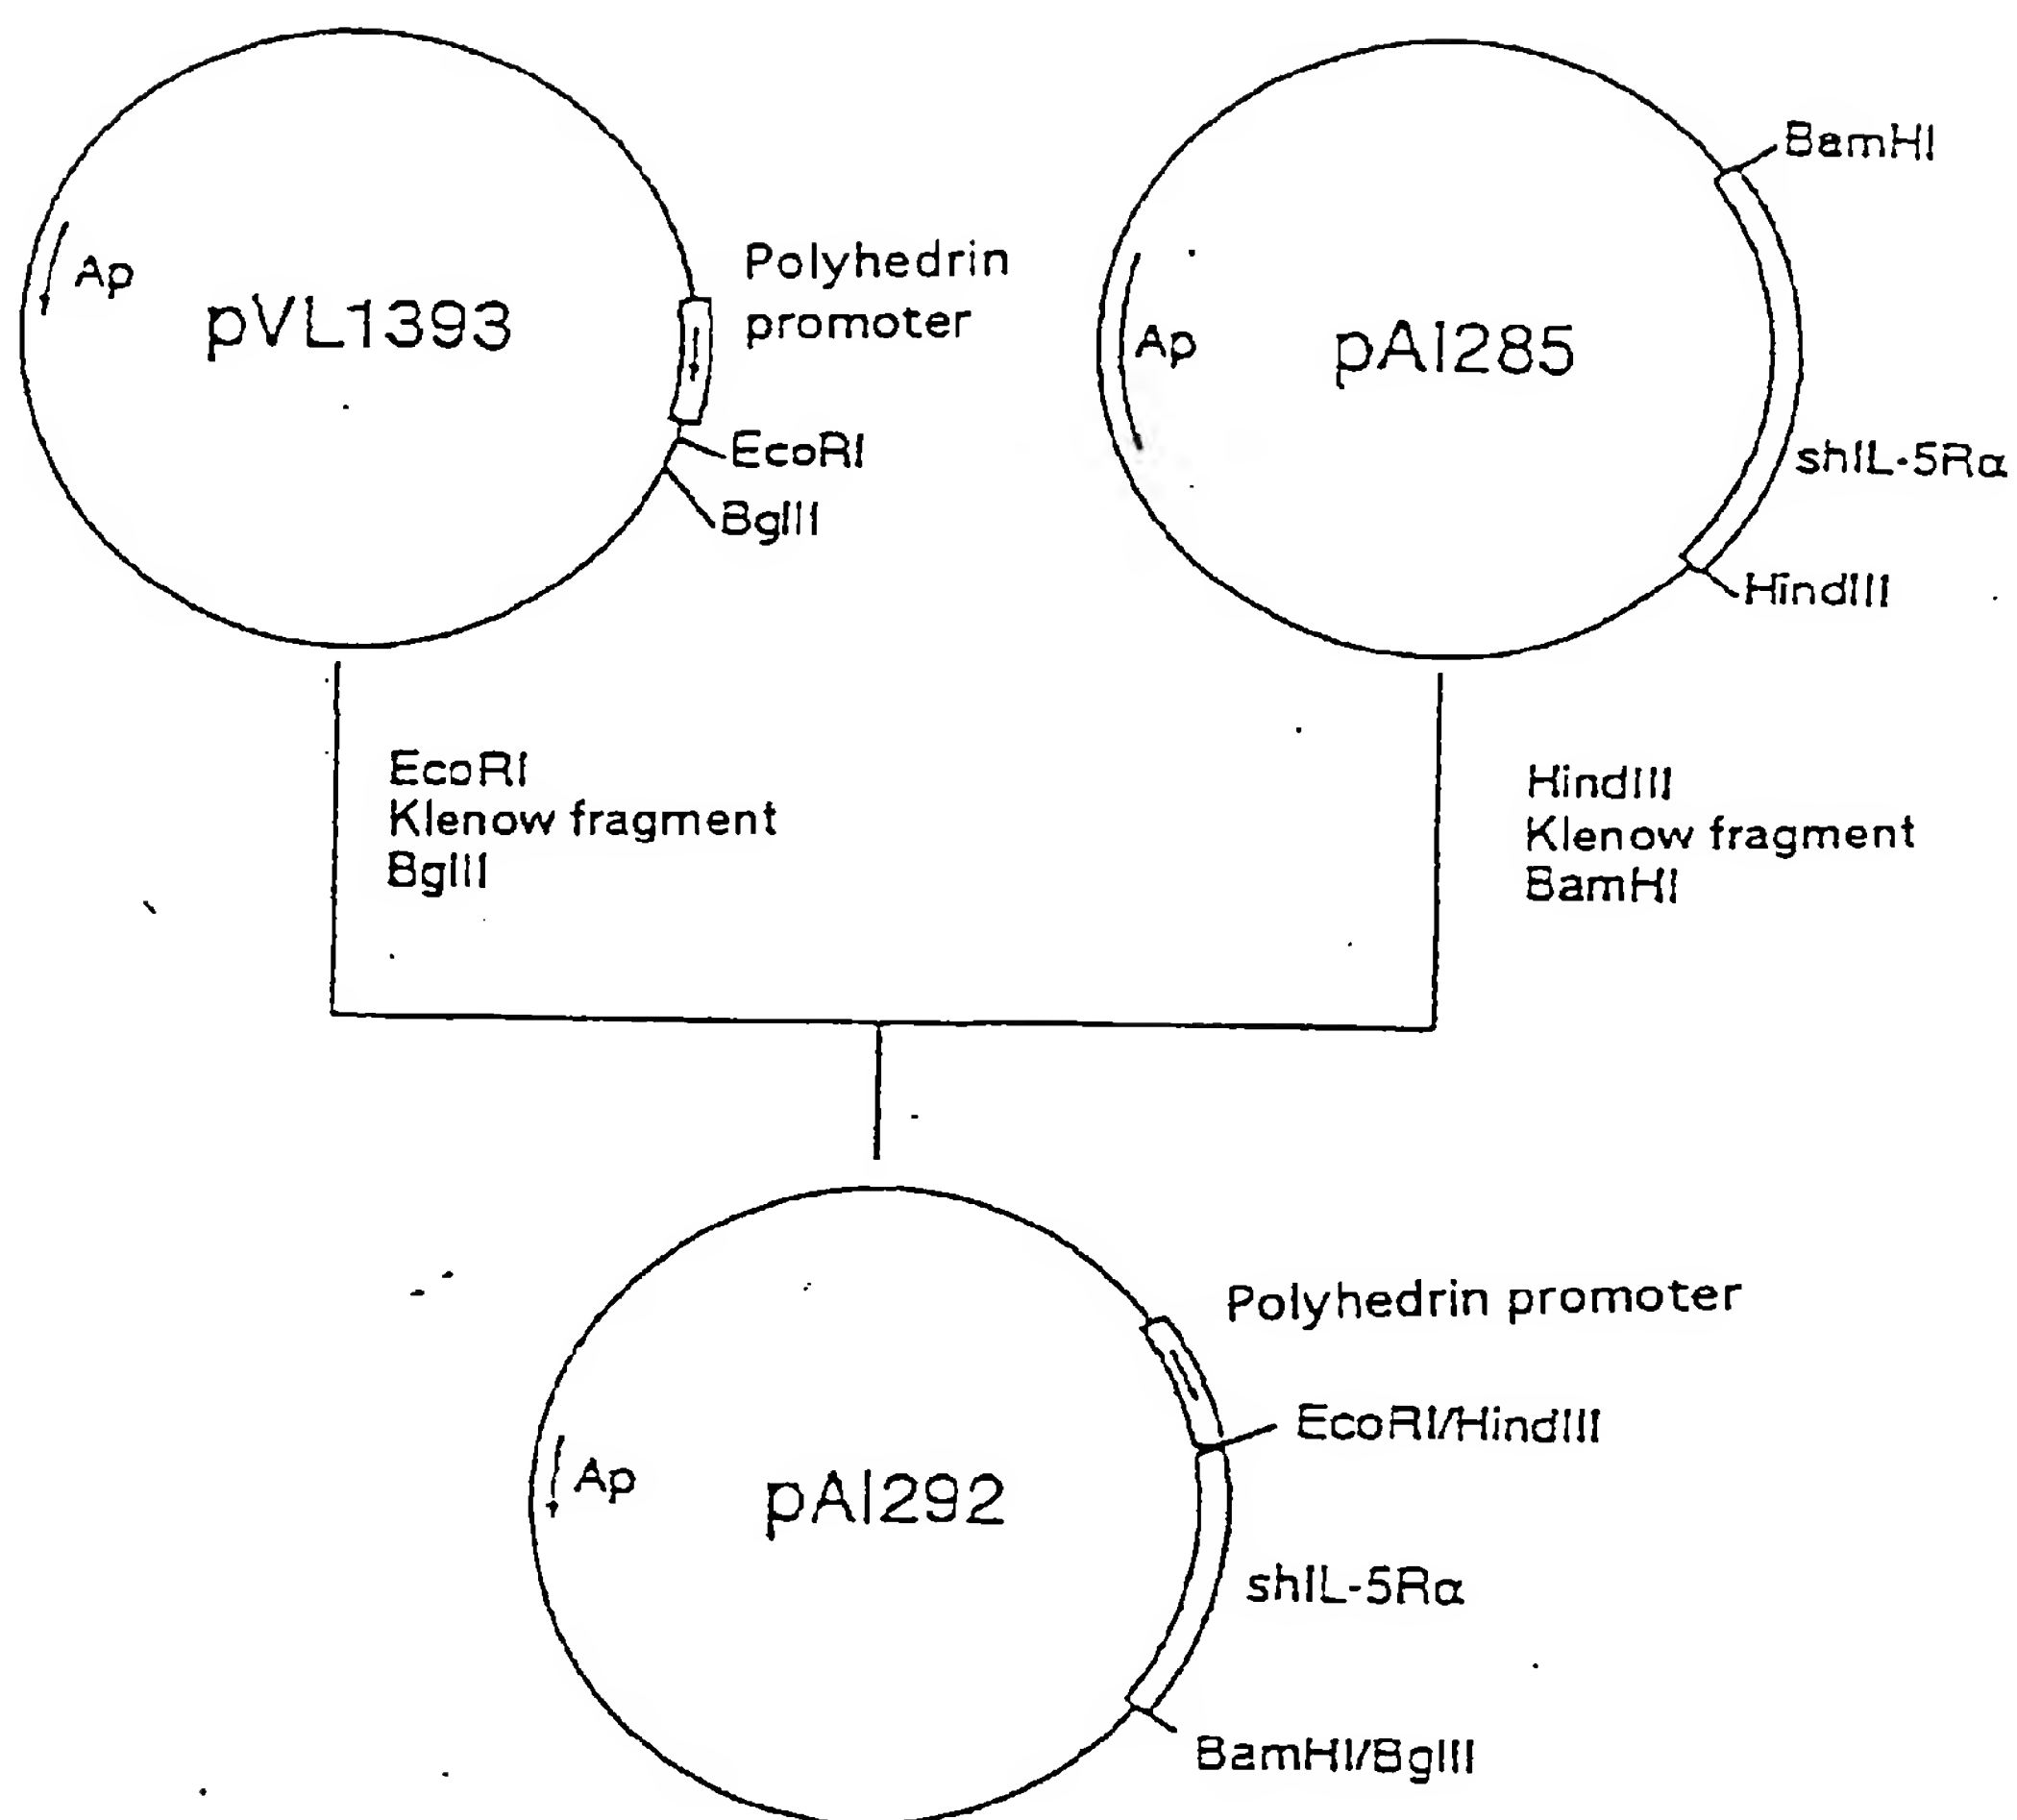 BamHI
Polyhedrin
promoter
Ap
pVL1393
Ap
pAI285
EcoRI
BglII
shIL-5Rα
HindIII
EcoRI
Klenow fragment
BglII
HindIII
Klenow fragment
BamHI
Polyhedrin promoter
EcoRI/HindIII
Ap
pAI292
shIL-5Rα
BamHI/BglII